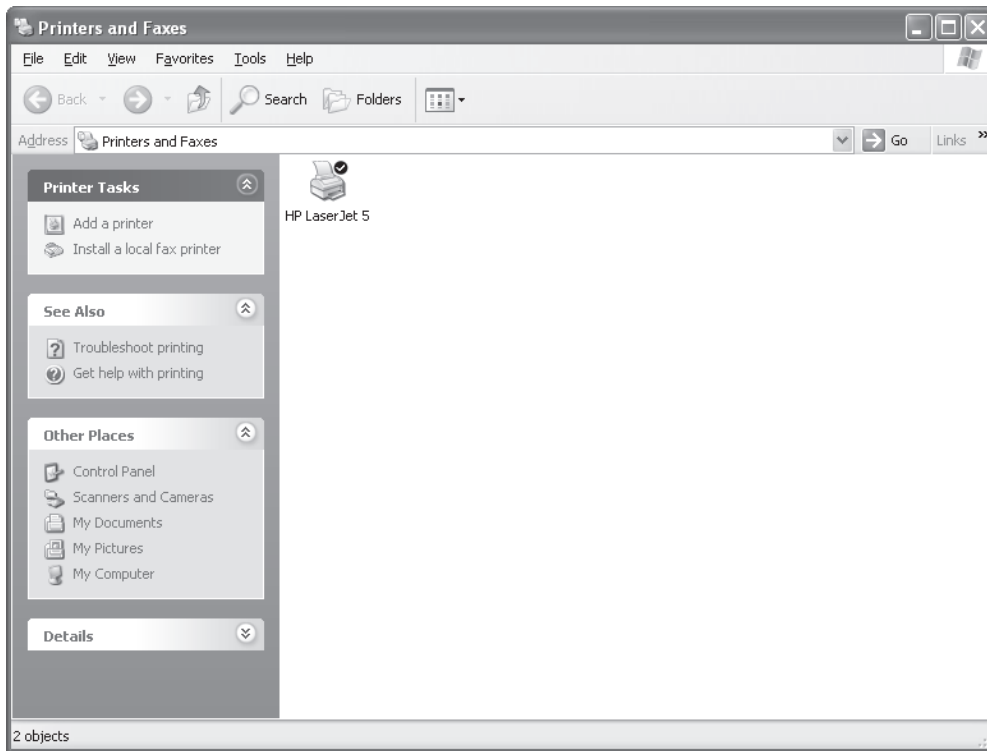 Printers and Faxes
File Edit View Favorites Tools Help
Back Search Folders
Address Printers and Faxes Go Links »
Printer Tasks
Add a printer
Install a local fax printer
See Also
Troubleshoot printing
Get help with printing
Other Places
Control Panel
Scanners and Cameras
My Documents
My Pictures
My Computer
Details
HP LaserJet 5
2 objects